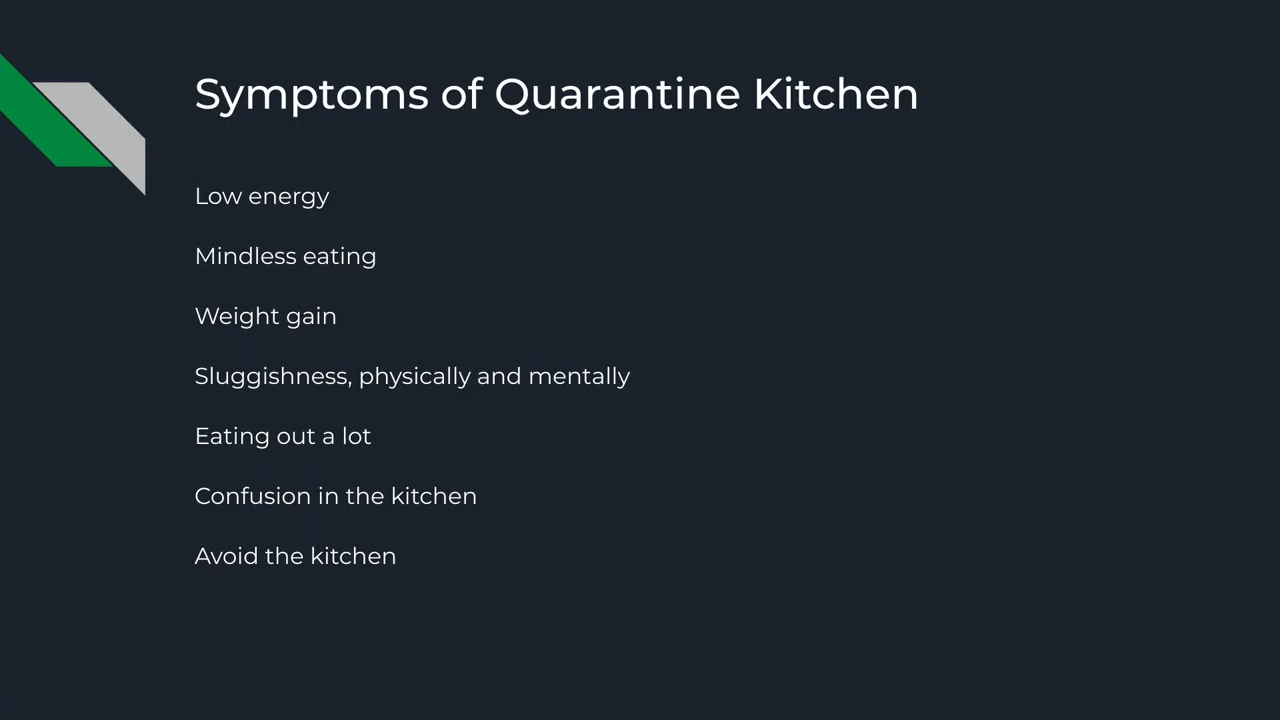 Symptoms of Quarantine Kitchen
Low energy
Mindless eating
Weight gain
Sluggishness, physically and mentally
Eating out a lot
Confusion in the kitchen
Avoid the kitchen